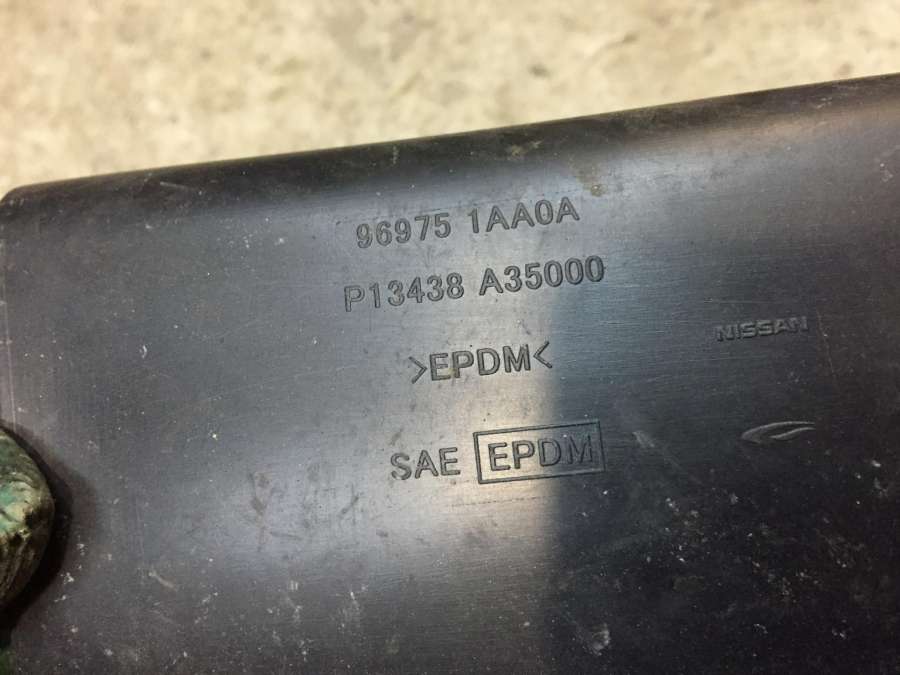 96975 1AA0A
P13438 A35000
NISSAN
>EPDM<
SAE EPDM